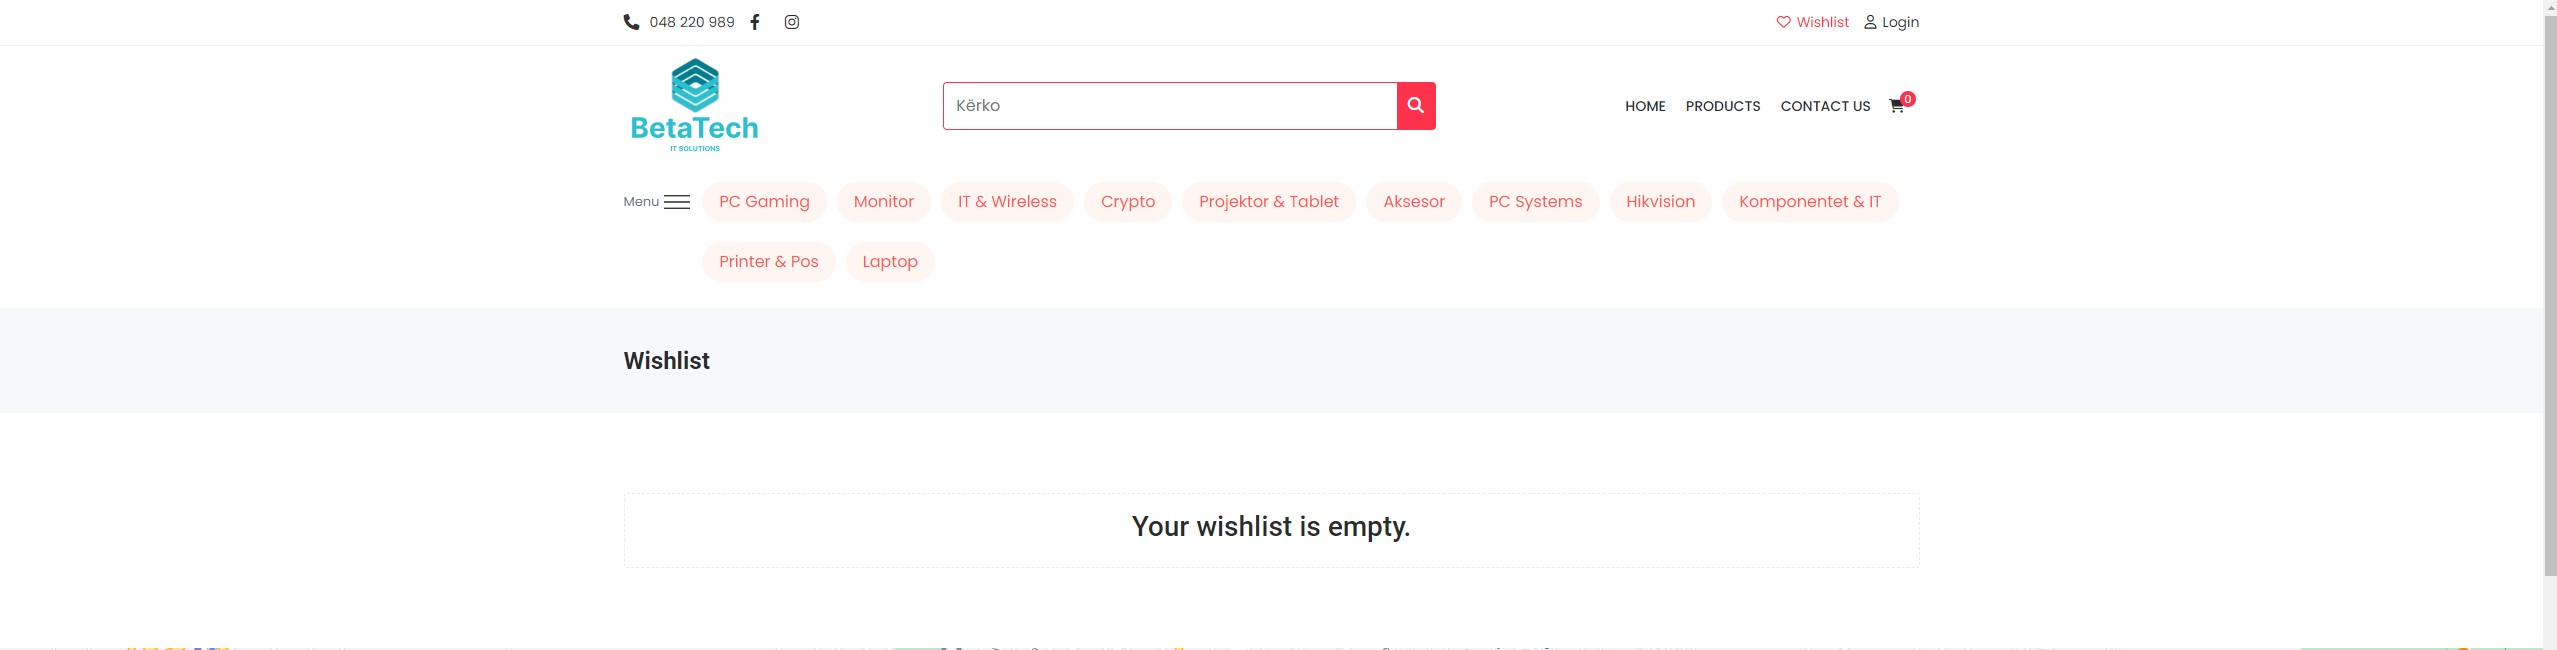 048 220 989
Wishlist Login
BetaTech
IT SOLUTIONS
Kërko
HOME PRODUCTS CONTACT US 0
Menu PC Gaming Monitor IT & Wireless Crypto Projektor & Tablet Aksesor PC Systems Hikvision Komponentet & IT
Printer & Pos Laptop
Wishlist
Your wishlist is empty.